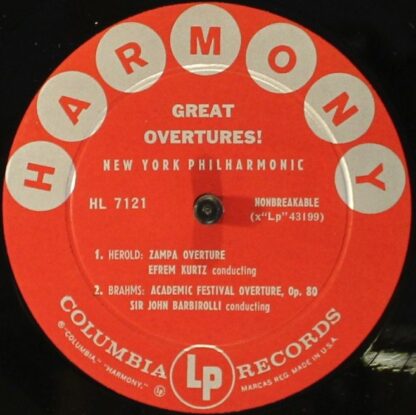 HARMONY
GREAT
OVERTURES!
NEW YORK PHILHARMONIC
HL 7121
NONBREAKABLE
(x"Lp" 43199)
1. HEROLD: ZAMPA OVERTURE
EFREM KURTZ conducting
2. BRAHMS: ACADEMIC FESTIVAL OVERTURE, Op. 80
SIR JOHN BARBIROLLI conducting
COLUMBIA Lp RECORDS
® "COLUMBIA," "HARMONY," Lp
MARCAS REG. MADE IN U.S.A.